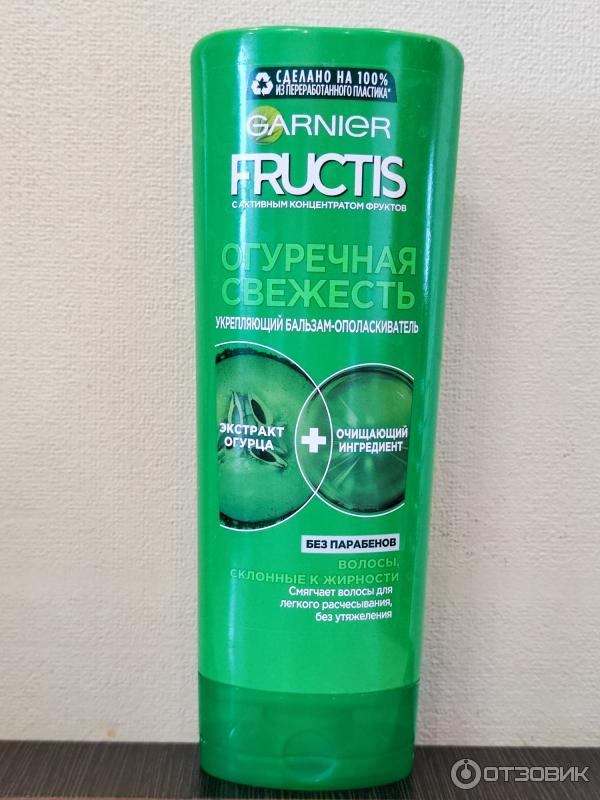 СДЕЛАНО НА 100%
ИЗ ПЕРЕРАБОТАННОГО ПЛАСТИКА*
GARNIER
FRUCTIS
С АКТИВНЫМ КОНЦЕНТРАТОМ ФРУКТОВ
ОГУРЕЧНАЯ
СВЕЖЕСТЬ
УКРЕПЛЯЮЩИЙ БАЛЬЗАМ-ОПОЛАСКИВАТЕЛЬ
ЭКСТРАКТ
ОГУРЦА
+
ОЧИЩАЮЩИЙ
ИНГРЕДИЕНТ
БЕЗ ПАРАБЕНОВ
ВОЛОСЫ,
СКЛОННЫЕ К ЖИРНОСТИ
Смягчает волосы для
легкого расчесывания,
без утяжеления
ОТЗОВИК